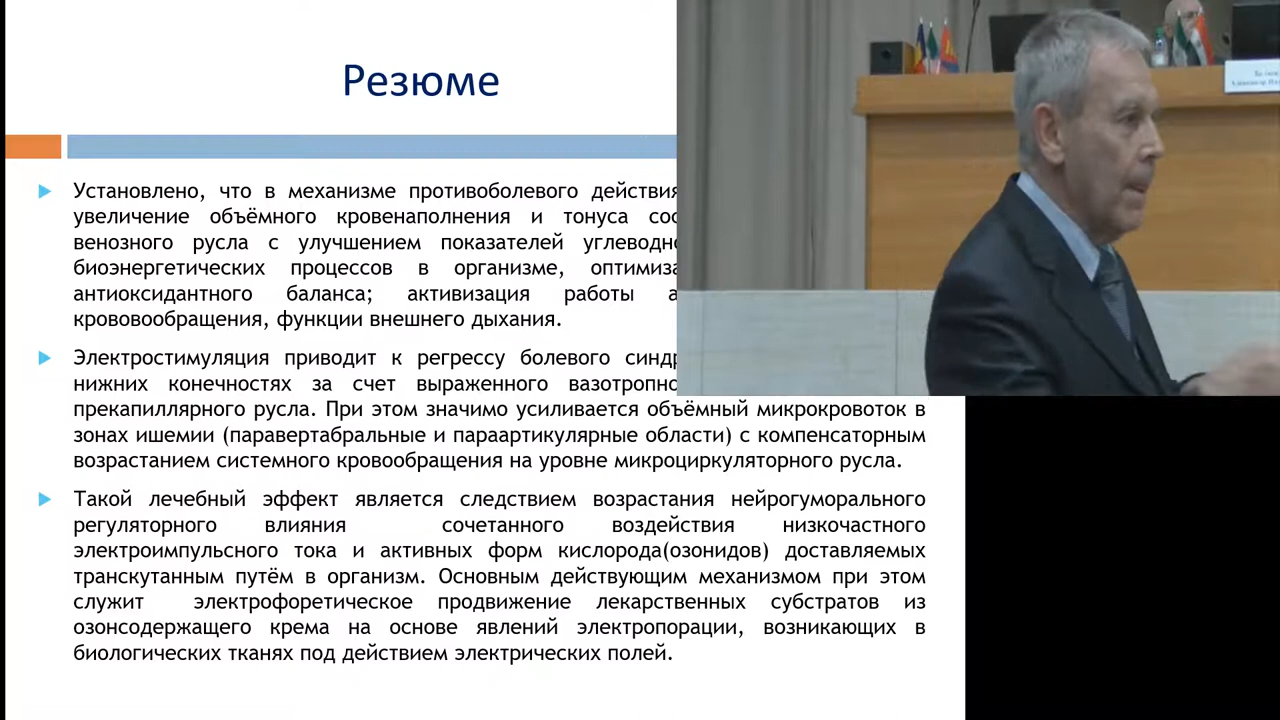 Резюме
Установлено, что в механизме противоболевого действия
увеличение объёмного кровенаполнения и тонуса
венозного русла с улучшением показателей
биоэнергетических процессов в организме,
антиоксидантного баланса; активизация работы
крововообращения, функции внешнего дыхания.
Электростимуляция приводит к регрессу болевого
нижних конечностях за счет выраженного
прекапиллярного русла. При этом значимо усиливается объёмный микрокровоток в
зонах ишемии (паравертабральные и параартикулярные области) с компенсаторным
возрастанием системного кровообращения на уровне микроциркуляторного русла.
Такой лечебный эффект является следствием возрастания нейрогуморального
регуляторного влияния сочетанного воздействия низкочастного
электроимпульсного тока и активных форм кислорода(озонидов) доставляемых
транскутанным путём в организм. Основным действующим механизмом при этом
служит электрофоретическое продвижение лекарственных субстратов из
озонсодержащего крема на основе явлений электропорации, возникающих в
биологических тканях под действием электрических полей.